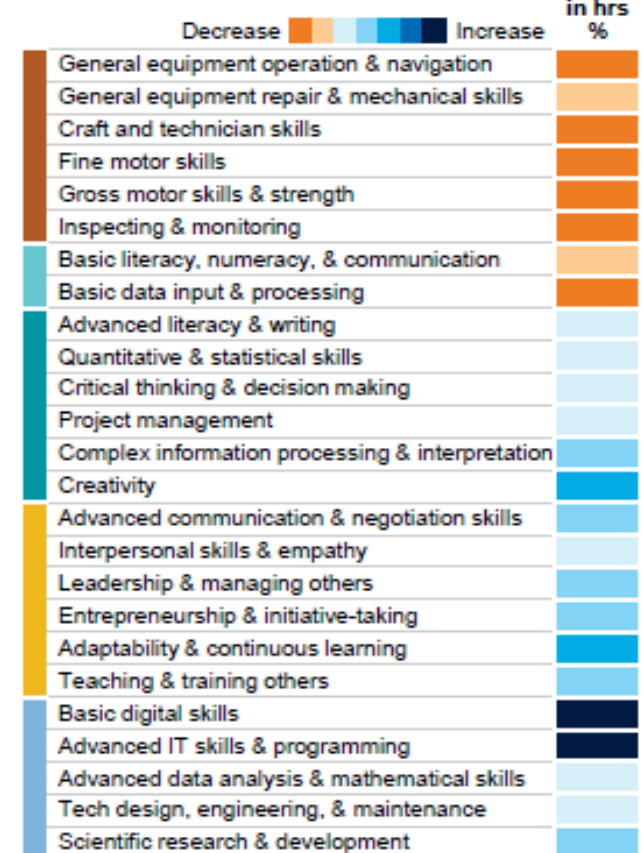 in hrs
Decrease Increase %
General equipment operation & navigation
General equipment repair & mechanical skills
Craft and technician skills
Fine motor skills
Gross motor skills & strength
Inspecting & monitoring
Basic literacy, numeracy, & communication
Basic data input & processing
Advanced literacy & writing
Quantitative & statistical skills
Critical thinking & decision making
Project management
Complex information processing & interpretation
Creativity
Advanced communication & negotiation skills
Interpersonal skills & empathy
Leadership & managing others
Entrepreneurship & initiative-taking
Adaptability & continuous learning
Teaching & training others
Basic digital skills
Advanced IT skills & programming
Advanced data analysis & mathematical skills
Tech design, engineering, & maintenance
Scientific research & development